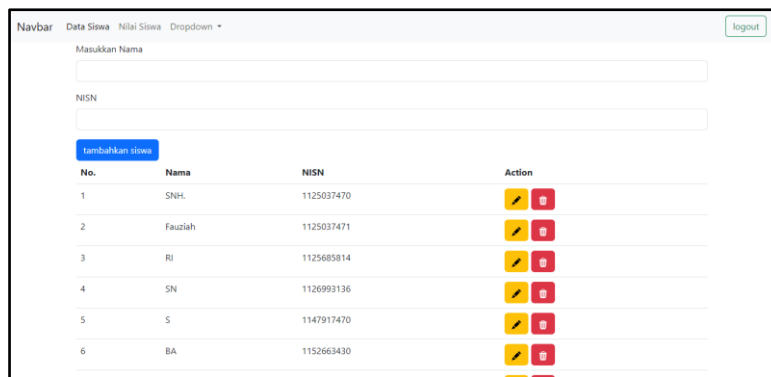 Navbar Data Siswa Nilai Siswa Dropdown logout
Masukkan Nama
NISN
tambahkan siswa
No. Nama NISN Action
1 SNH. 1125037470
2 Fauziah 1125037471
3 RI 1125685814
4 SN 1126993136
5 S 1147917470
6 BA 1152663430